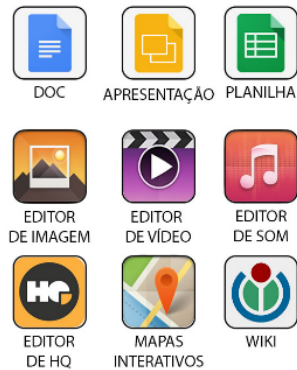 DOC
APRESENTAÇÃO
PLANILHA
EDITOR
DE IMAGEM
EDITOR
DE VÍDEO
EDITOR
DE SOM
HQ
EDITOR
DE HQ
MAPAS
INTERATIVOS
WIKI